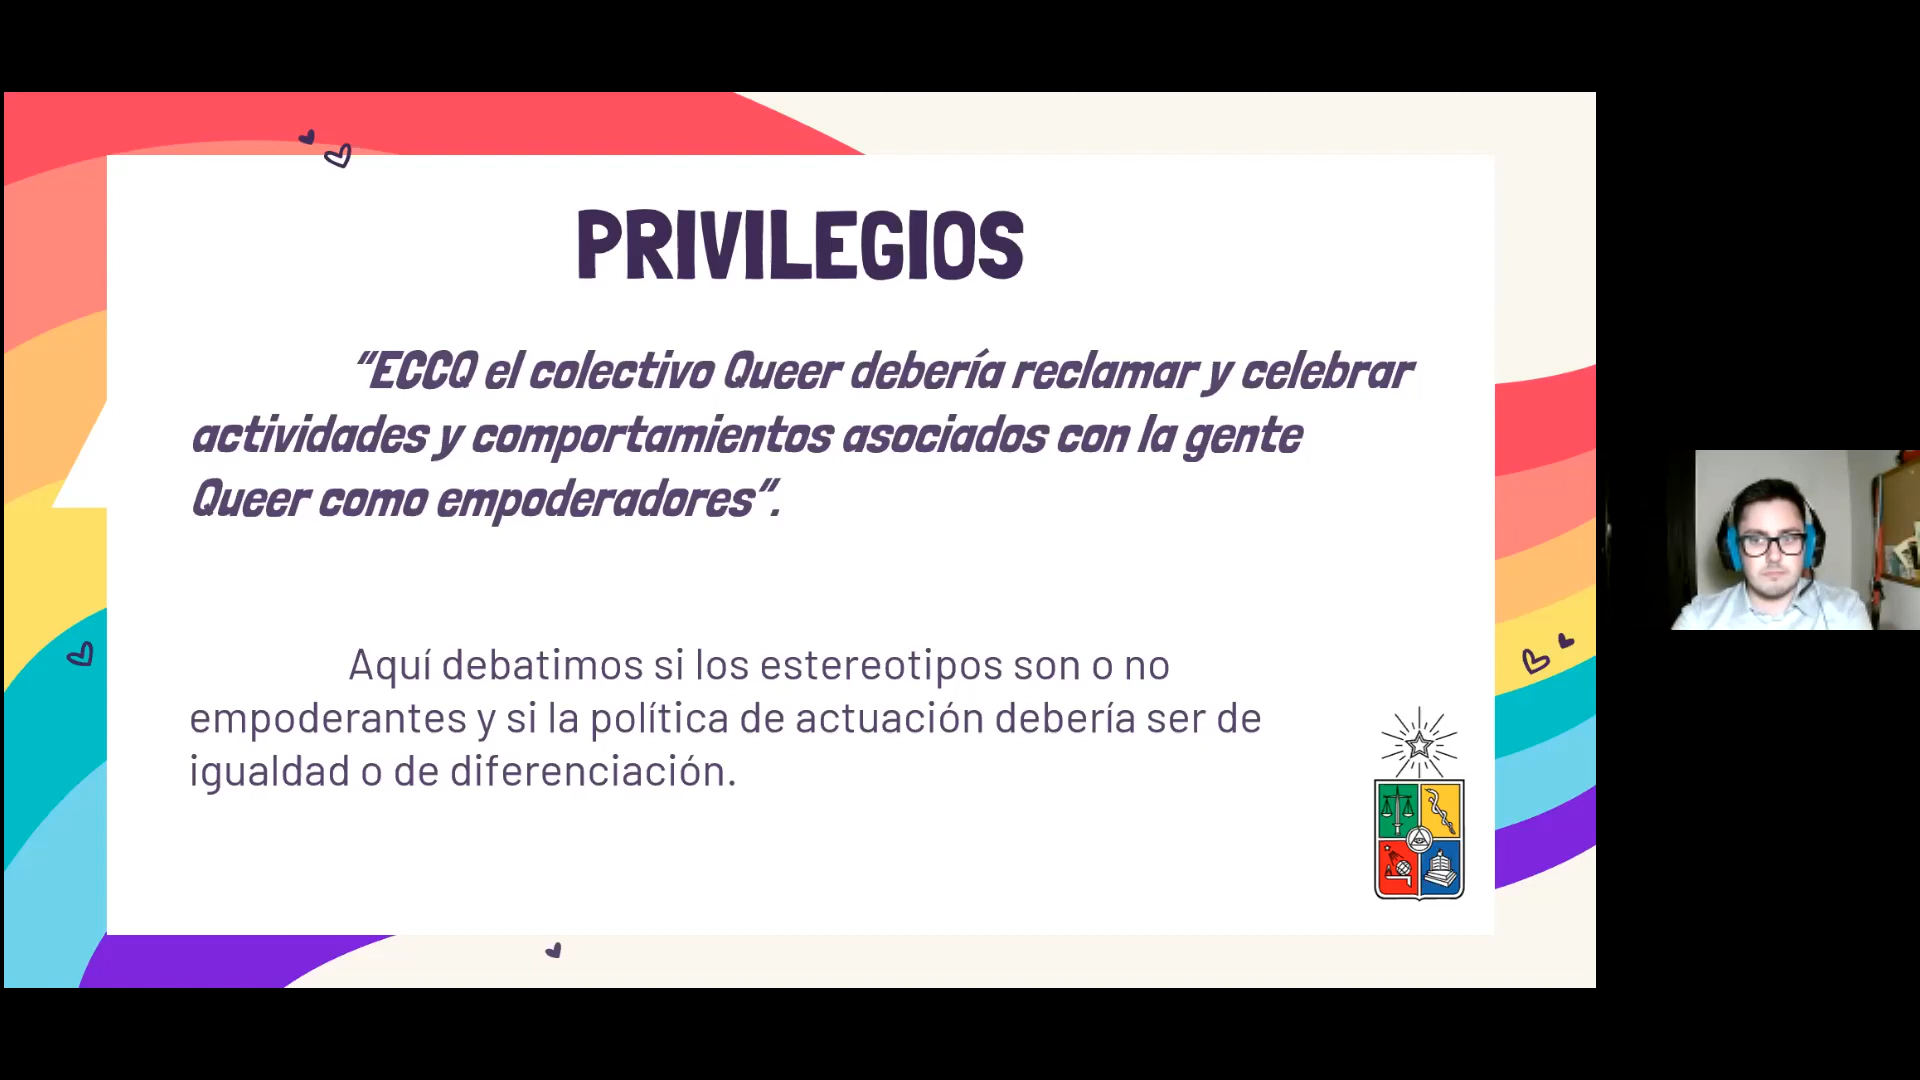 PRIVILEGIOS
“ECCQ el colectivo Queer debería reclamar y celebrar
actividades y comportamientos asociados con la gente
Queer como empoderadores”.
Aquí debatimos si los estereotipos son o no
empoderantes y si la política de actuación debería ser de
igualdad o de diferenciación.